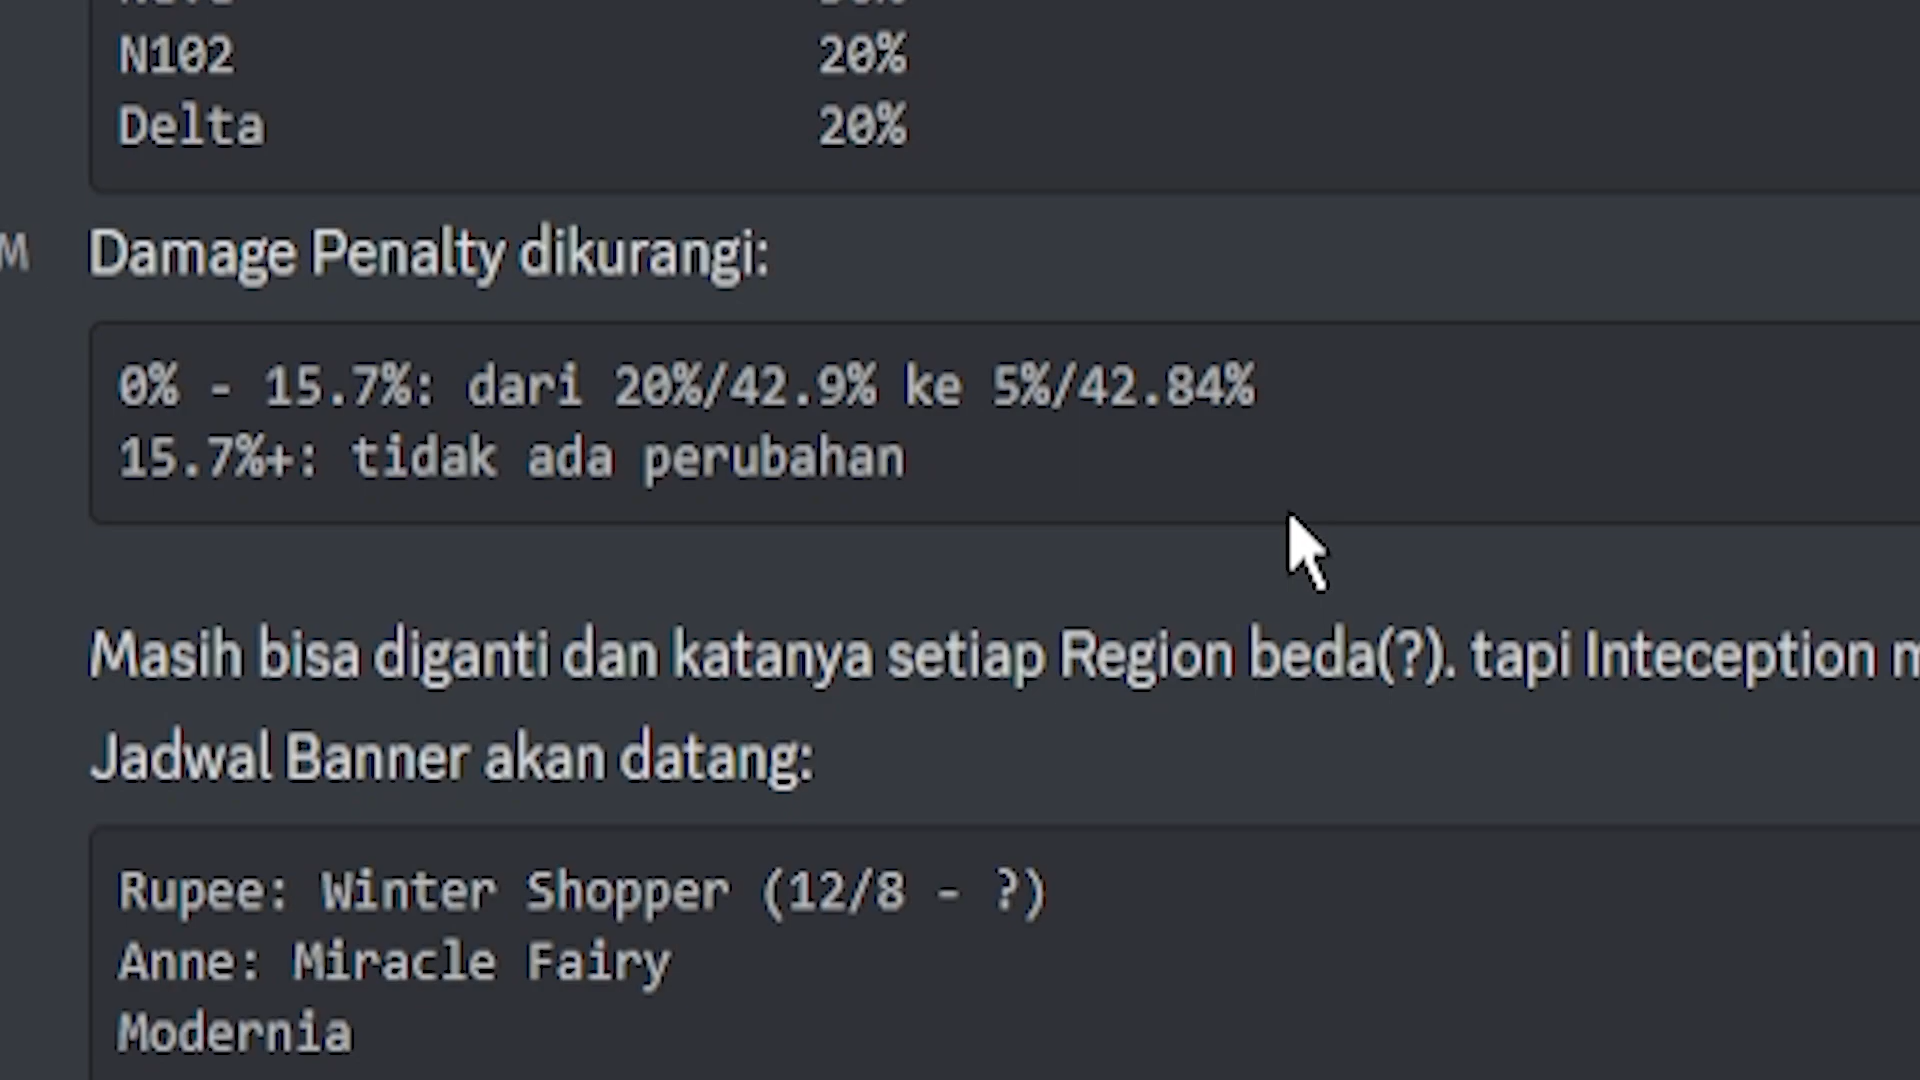 N102 20%
Delta 20%
M Damage Penalty dikurangi:
0% - 15.7%: dari 20%/42.9% ke 5%/42.84%
15.7%+: tidak ada perubahan
Masih bisa diganti dan katanya setiap Region beda(?). tapi Inteception
Jadwal Banner akan datang:
Rupee: Winter Shopper (12/8 - ?)
Anne: Miracle Fairy
Modernia